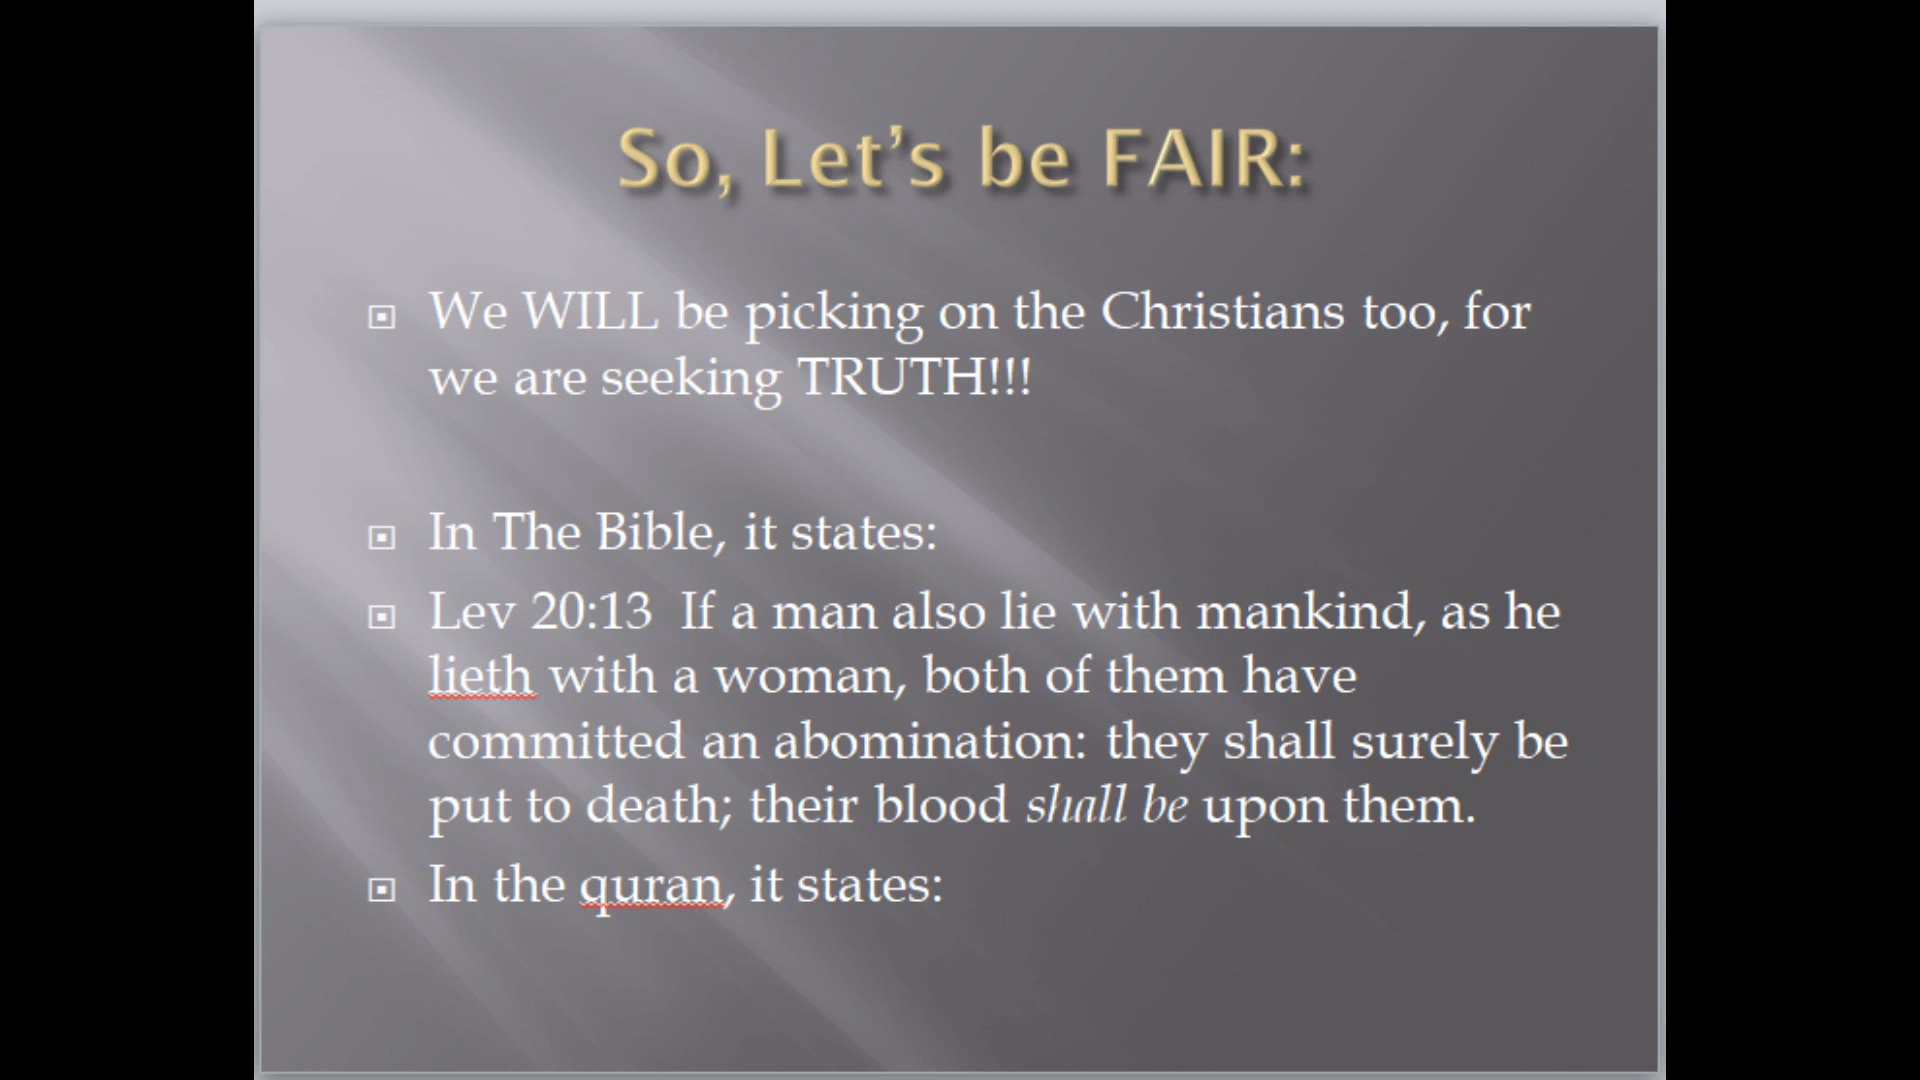 So, Let’s be FAIR:
We WILL be picking on the Christians too, for
we are seeking TRUTH!!!
In The Bible, it states:
Lev 20:13  If a man also lie with mankind, as he
lieth with a woman, both of them have
committed an abomination: they shall surely be
put to death; their blood shall be upon them.
In the quran, it states: